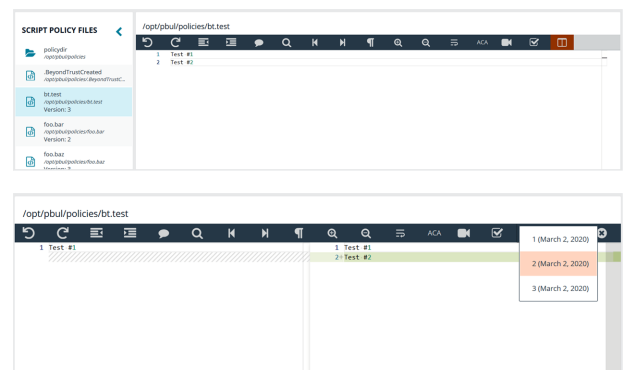 SCRIPT POLICY FILES
policydir
/opt/pbul/policies
.BeyondTrustCreated
/opt/pbul/policies/.BeyondTrustC...
bt.test
/opt/pbul/policies/bt.test
Version: 3
foo.bar
/opt/pbul/policies/foo.bar
Version: 2
foo.baz
/opt/pbul/policies/foo.baz
/opt/pbul/policies/bt.test
ACA
1 Test #1
2 Test #2
/opt/pbul/policies/bt.test
ACA
1 Test #1
1 Test #1
2+Test #2
1 (March 2, 2020)
2 (March 2, 2020)
3 (March 2, 2020)